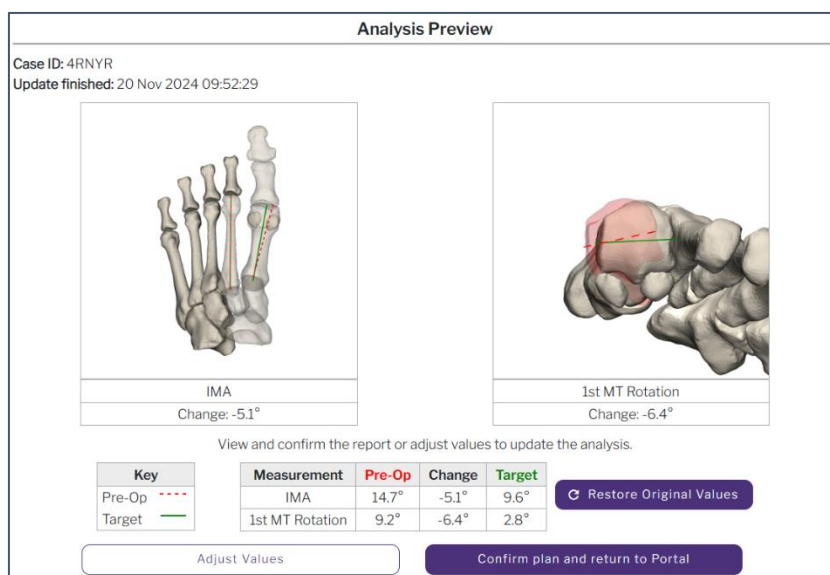 Analysis Preview
Case ID: 4RNYR
Update finished: 20 Nov 2024 09:52:29
IMA
Change: -5.1°
1st MT Rotation
Change: -6.4°
View and confirm the report or adjust values to update the analysis.
Key
Pre-Op
Target
Measurement Pre-Op Change Target
IMA 14.7° -5.1° 9.6°
1st MT Rotation 9.2° -6.4° 2.8°
Restore Original Values
Adjust Values
Confirm plan and return to Portal